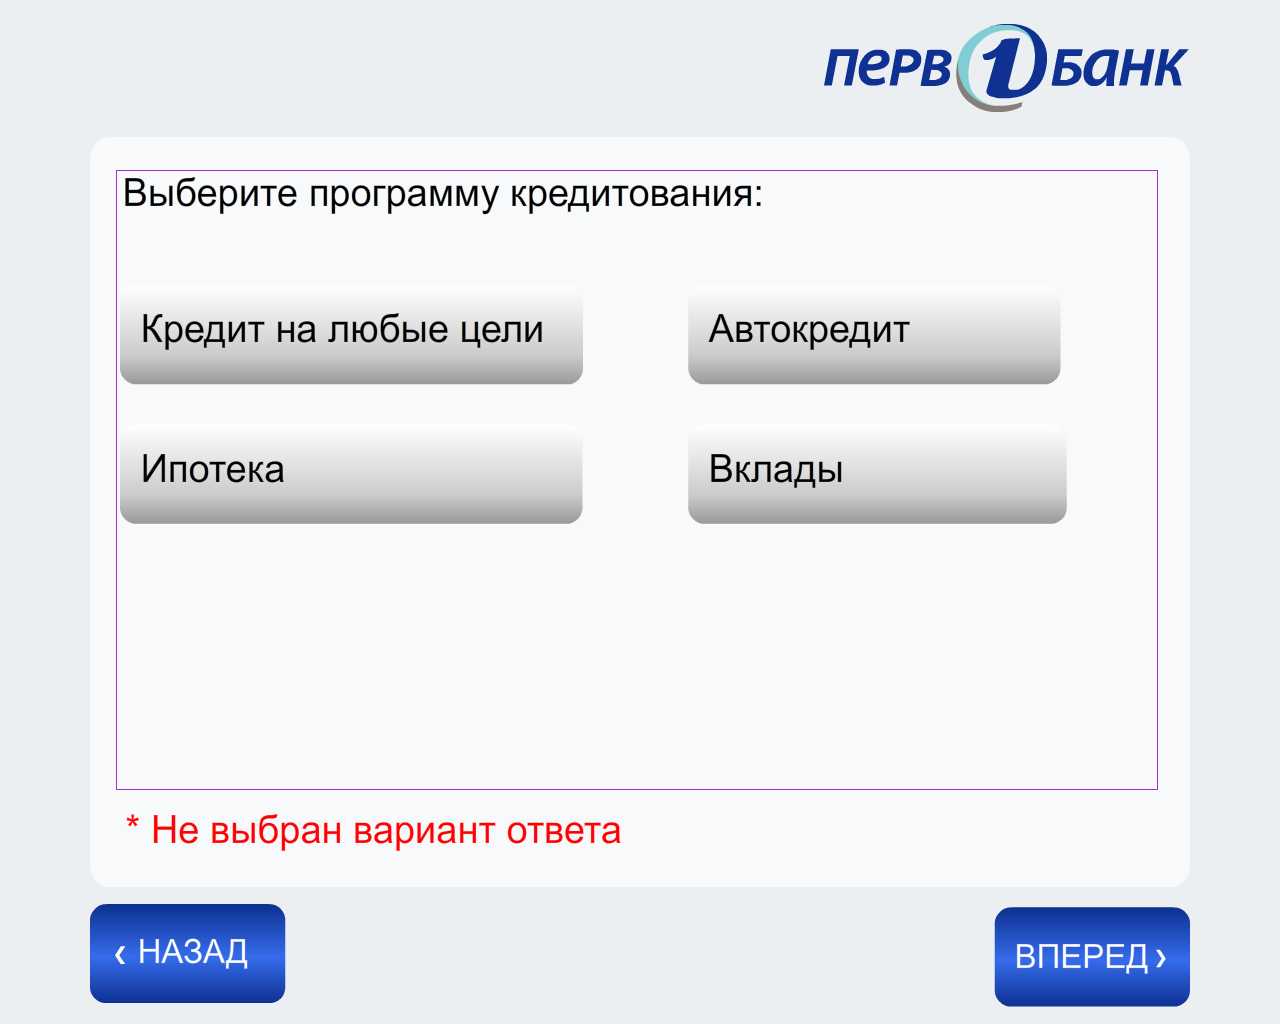 ПЕРВ1БАНК
Выберите программу кредитования:
Кредит на любые цели
Автокредит
Ипотека
Вклады
* Не выбран вариант ответа
‹ НАЗАД
ВПЕРЕД ›